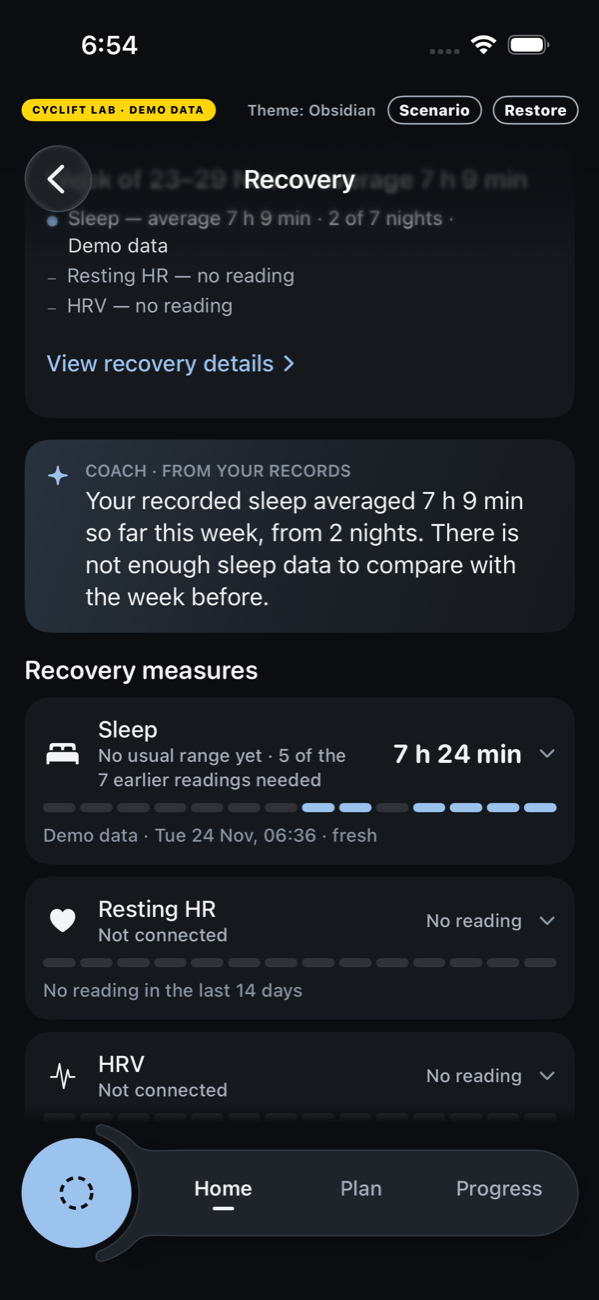 6:54
CYCLIFT LAB · DEMO DATA
Theme: Obsidian
Scenario
Restore
Recovery
Sleep — average 7 h 9 min · 2 of 7 nights ·
Demo data
– Resting HR — no reading
– HRV — no reading
View recovery details
COACH · FROM YOUR RECORDS
Your recorded sleep averaged 7 h 9 min
so far this week, from 2 nights. There is
not enough sleep data to compare with
the week before.
Recovery measures
Sleep
No usual range yet · 5 of the
7 earlier readings needed
7 h 24 min
Demo data · Tue 24 Nov, 06:36 · fresh
Resting HR
Not connected
No reading
No reading in the last 14 days
HRV
Not connected
No reading
Home
Plan
Progress